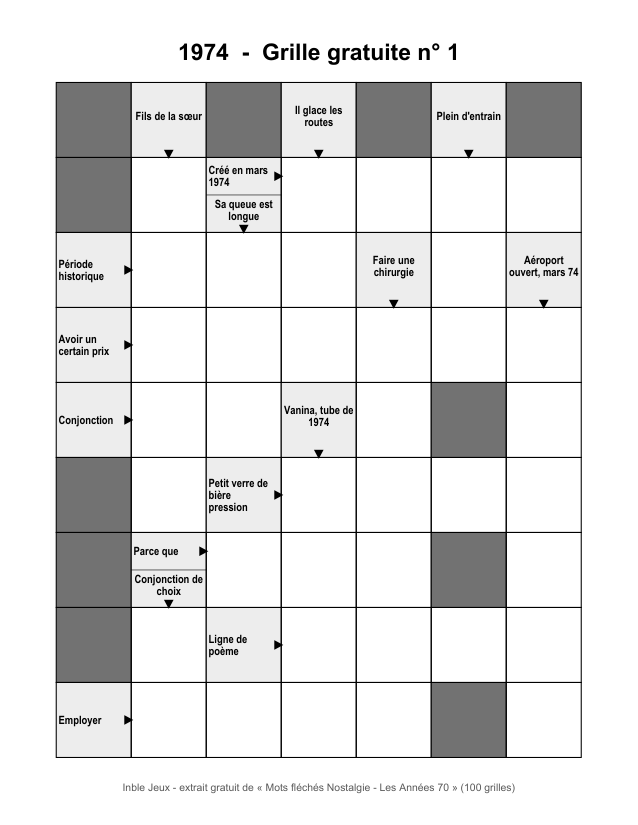 1974 - Grille gratuite n° 1
Fils de la sœur
Il glace les
routes
Plein d'entrain
Créé en mars
1974
Sa queue est
longue
Période
historique
Faire une
chirurgie
Aéroport
ouvert, mars 74
Avoir un
certain prix
Conjonction
Vanina, tube de
1974
Petit verre de
bière
pression
Parce que
Conjonction de
choix
Ligne de
poème
Employer
Inble Jeux - extrait gratuit de « Mots fléchés Nostalgie - Les Années 70 » (100 grilles)